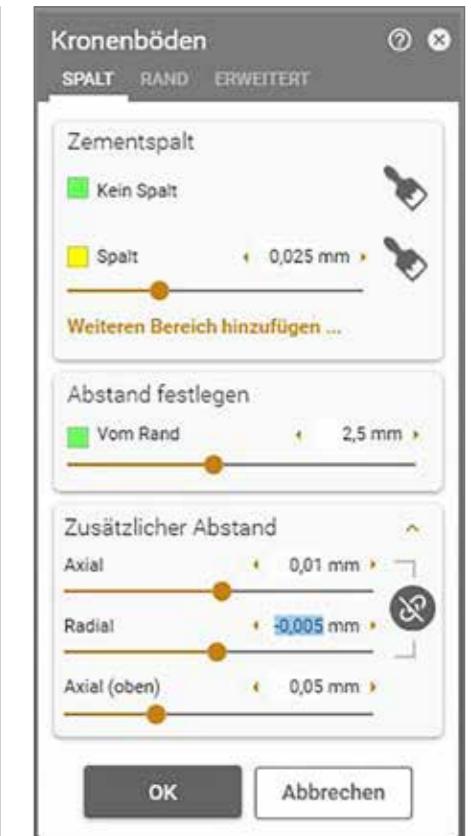 Kronenböden
SPALT RAND ERWEITERT
Zementspalt
Kein Spalt
Spalt 0,025 mm
Weiteren Bereich hinzufügen ...
Abstand festlegen
Vom Rand 2,5 mm
Zusätzlicher Abstand
Axial 0,01 mm
Radial -0,005 mm
Axial (oben) 0,05 mm
OK Abbrechen